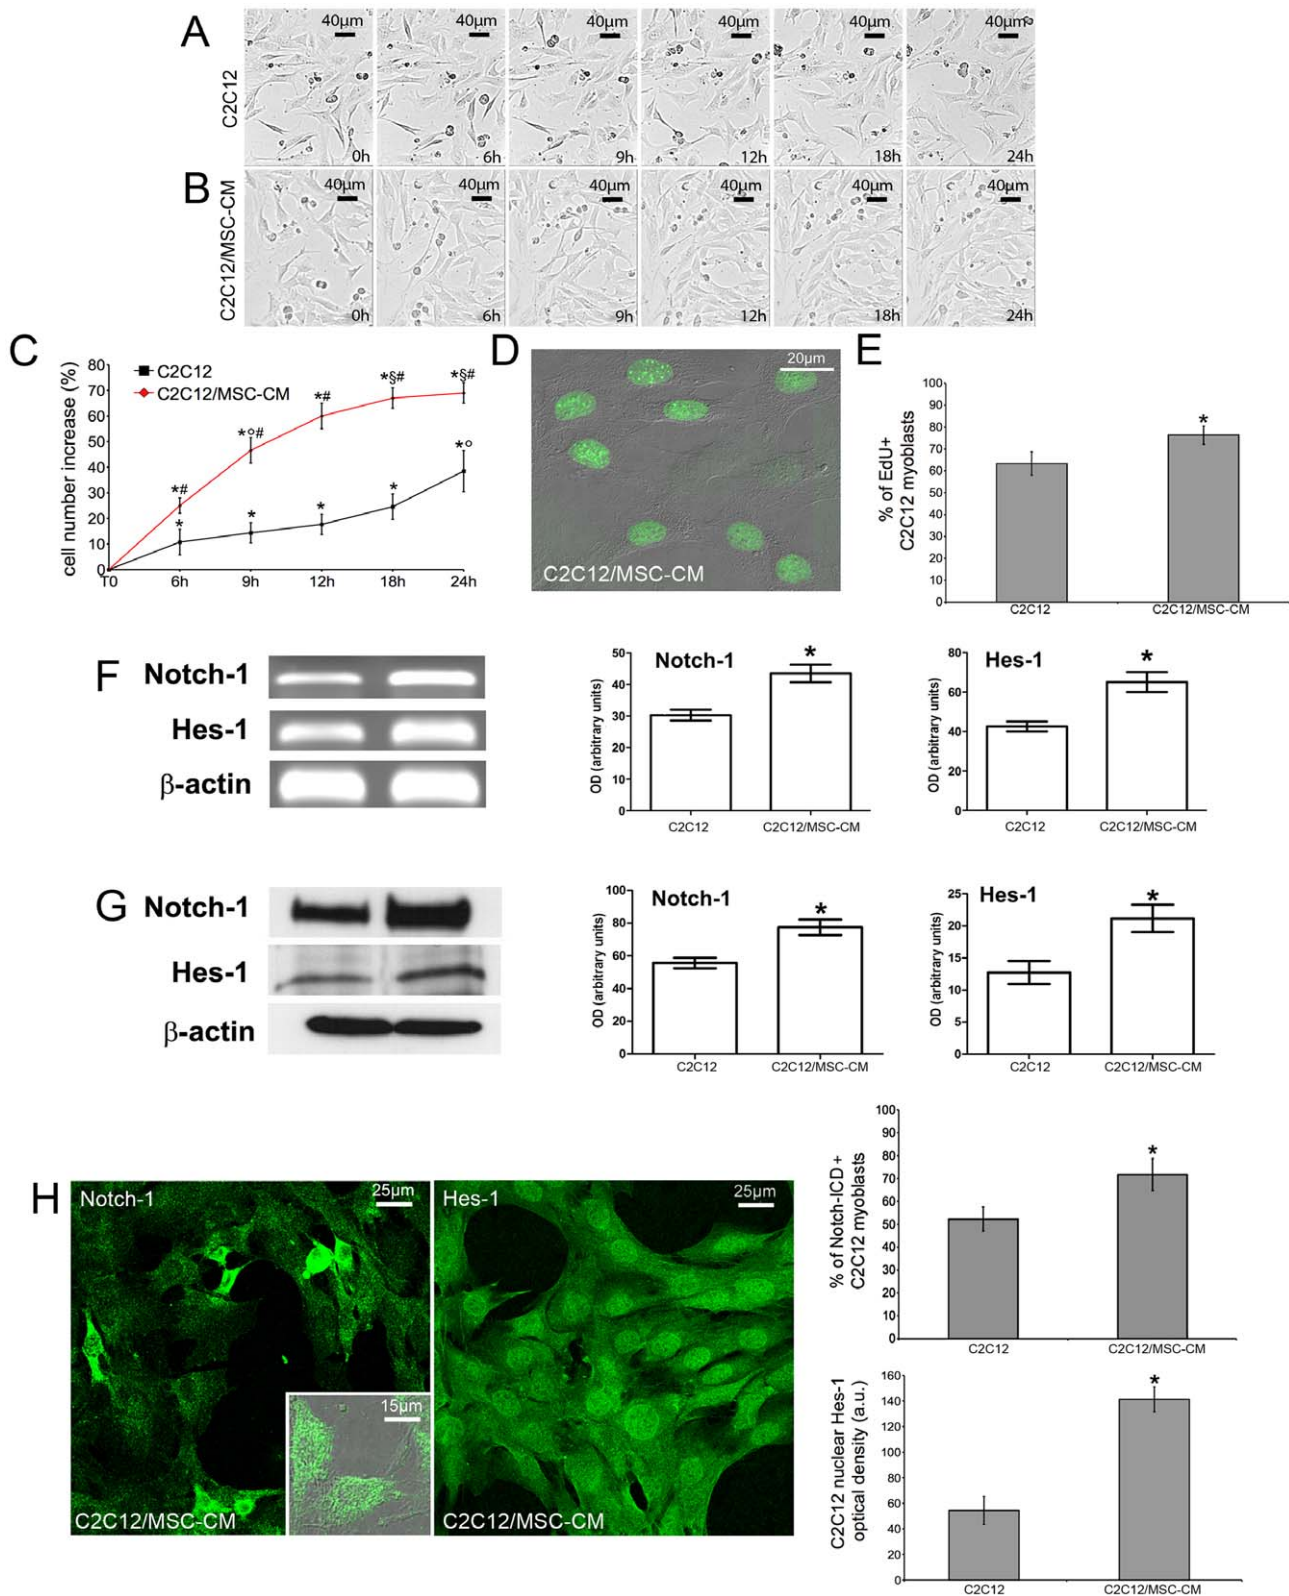 A
C2C12
40µm 40µm 40µm 40µm 40µm 40µm
0h 6h 9h 12h 18h 24h
B
C2C12/MSC-CM
40µm 40µm 40µm 40µm 40µm 40µm
0h 6h 9h 12h 18h 24h
C
cell number increase (%)
80
70
60
50
40
30
20
10
0
C2C12
C2C12/MSC-CM
*# *°# *# *§# *§#
* * * * *°
T0 6h 9h 12h 18h 24h
D
20µm
C2C12/MSC-CM
E
% of EdU+
C2C12 myoblasts
100
90
80
70
60
50
40
30
20
10
0
*
C2C12 C2C12/MSC-CM
F
Notch-1
Hes-1
β-actin
Notch-1
OD (arbitrary units)
50
40
30
20
10
0
*
C2C12 C2C12/MSC-CM
Hes-1
OD (arbitrary units)
80
60
40
20
0
*
C2C12 C2C12/MSC-CM
G
Notch-1
Hes-1
β-actin
Notch-1
OD (arbitrary units)
100
80
60
40
20
0
*
C2C12 C2C12/MSC-CM
Hes-1
OD (arbitrary units)
25
20
15
10
5
0
*
C2C12 C2C12/MSC-CM
H
Notch-1
25µm
15µm
C2C12/MSC-CM
Hes-1
25µm
C2C12/MSC-CM
% of Notch-ICD +
C2C12 myoblasts
100
90
80
70
60
50
40
30
20
10
0
*
C2C12 C2C12/MSC-CM
C2C12 nuclear Hes-1
optical density (a.u.)
160
140
120
100
80
60
40
20
0
*
C2C12 C2C12/MSC-CM